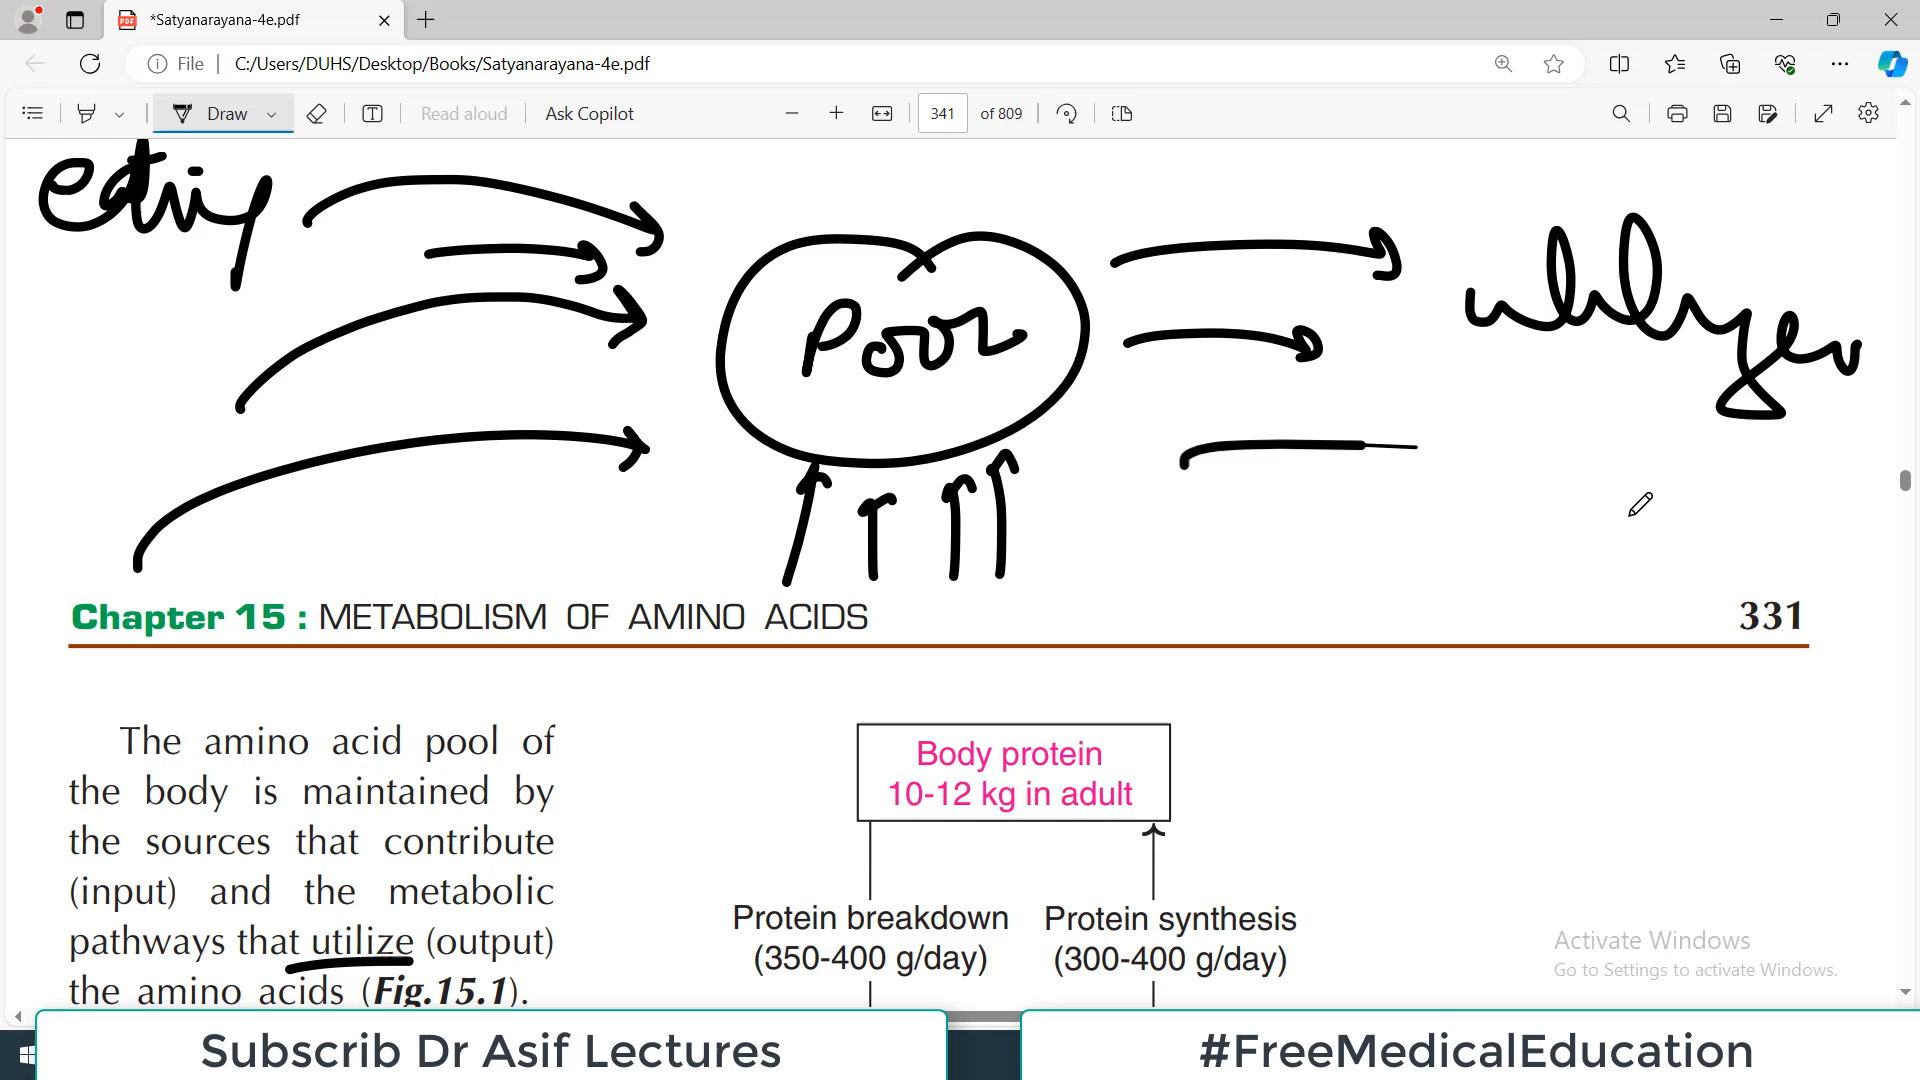 *Satyanarayana-4e.pdf
File
C:/Users/DUHS/Desktop/Books/Satyanarayana-4e.pdf
Draw
Read aloud
Ask Copilot
341
of 809
Pool
Chapter 15 : METABOLISM OF AMINO ACIDS
331
The amino acid pool of
the body is maintained by
the sources that contribute
(input) and the metabolic
pathways that utilize (output)
the amino acids (Fig.15.1).
Body protein
10-12 kg in adult
Protein breakdown
(350-400 g/day)
Protein synthesis
(300-400 g/day)
Activate Windows
Go to Settings to activate Windows.
Subscrib Dr Asif Lectures
#FreeMedicalEducation